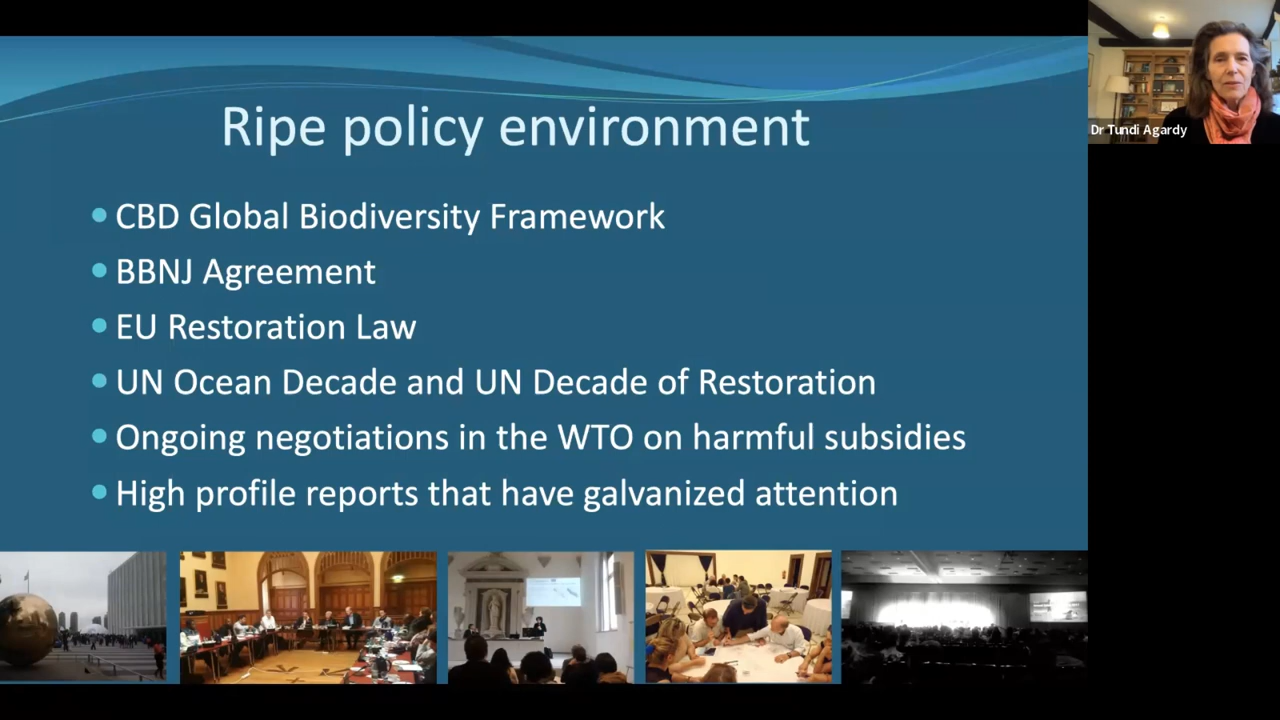 Ripe policy environment
CBD Global Biodiversity Framework
BBNJ Agreement
EU Restoration Law
UN Ocean Decade and UN Decade of Restoration
Ongoing negotiations in the WTO on harmful subsidies
High profile reports that have galvanized attention
Dr Tundi Agardy